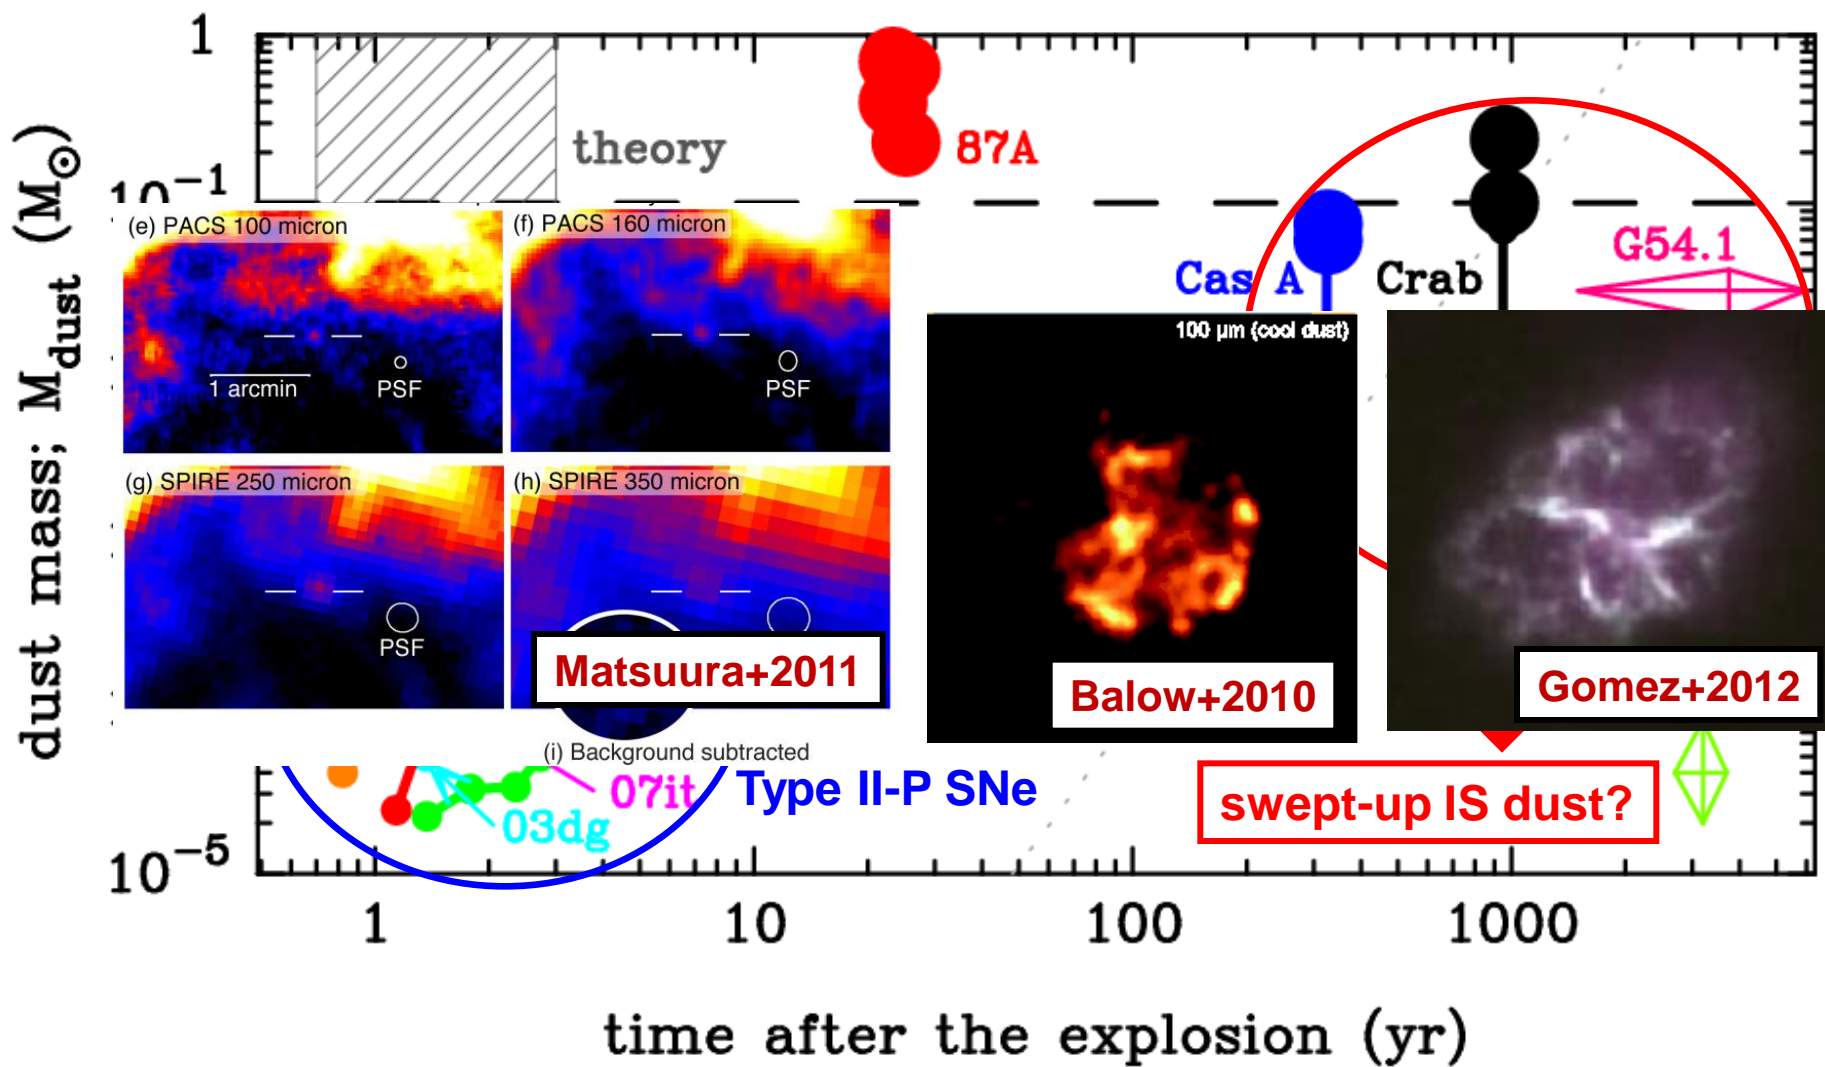 1
theory
87A
10⁻¹
dust mass; M_dust (M_⊙)
(e) PACS 100 micron
(f) PACS 160 micron
G54.1
Cas A
Crab
1 arcmin
PSF
PSF
100 µm (cool dust)
(g) SPIRE 250 micron
(h) SPIRE 350 micron
PSF
Matsuura+2011
Balow+2010
Gomez+2012
(i) Background subtracted
07it
Type II-P SNe
swept-up IS dust?
03dg
10⁻⁵
1
10
100
1000
time after the explosion (yr)